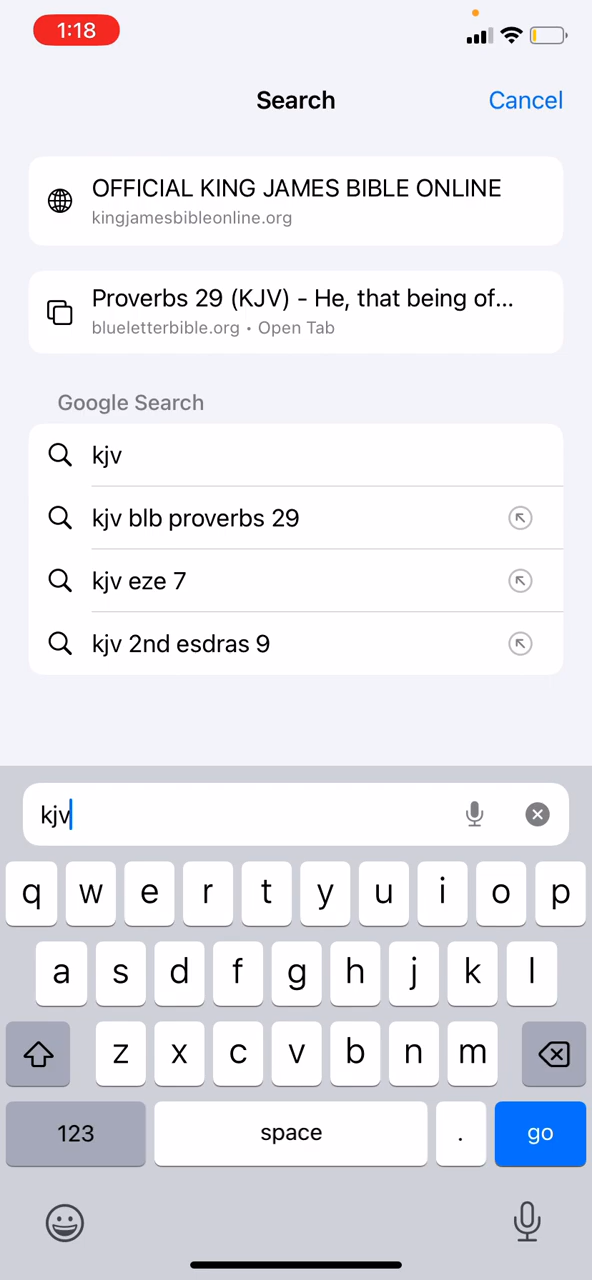 1:18
Search
Cancel
OFFICIAL KING JAMES BIBLE ONLINE
kingjamesbibleonline.org
Proverbs 29 (KJV) - He, that being of...
blueletterbible.org • Open Tab
Google Search
kjv
kjv blb proverbs 29
kjv eze 7
kjv 2nd esdras 9
kjv
q w e r t y u i o p
a s d f g h j k l
z x c v b n m
123 space . go